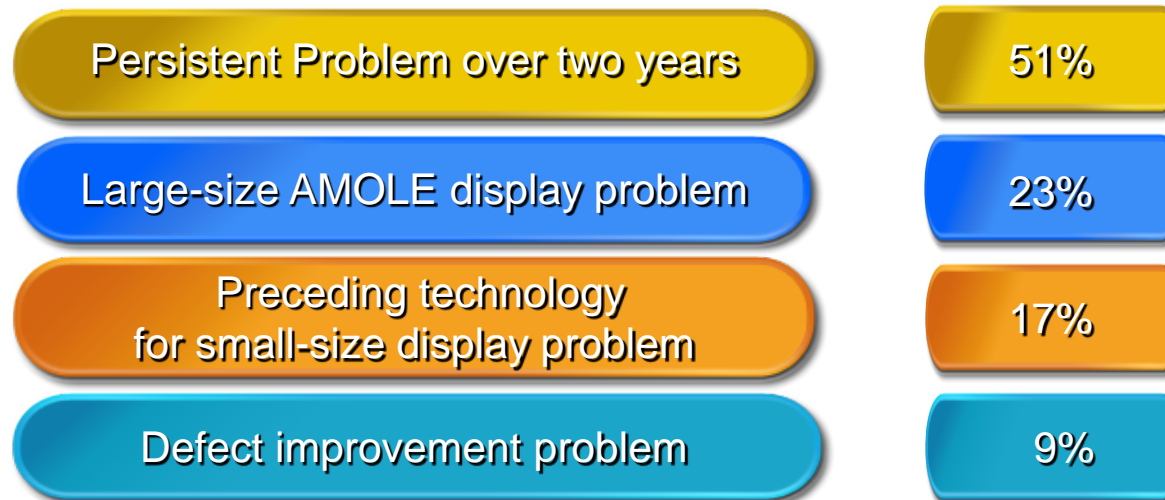 Persistent Problem over two years 51%
Large-size AMOLE display problem 23%
Preceding technology
for small-size display problem 17%
Defect improvement problem 9%